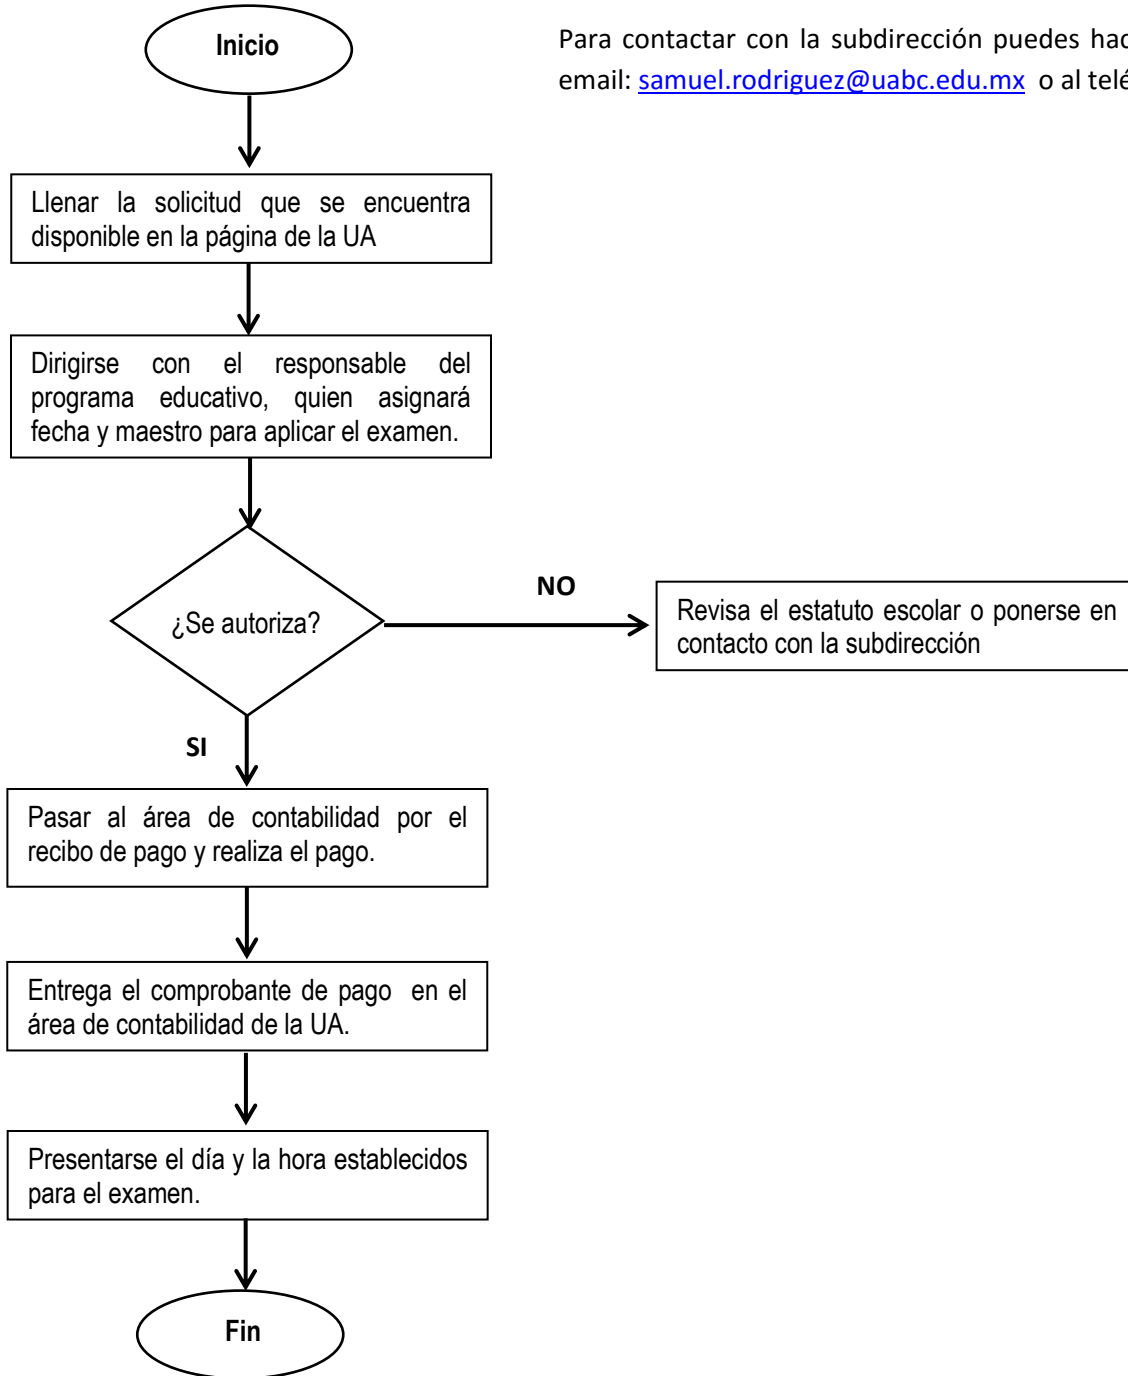 Inicio
Para contactar con la subdirección puedes
email: samuel.rodriguez@uabc.edu.mx o al
Llenar la solicitud que se encuentra
disponible en la página de la UA
Dirigirse con el responsable del
programa educativo, quien asignará
fecha y maestro para aplicar el examen.
¿Se autoriza?
NO
Revisa el estatuto escolar o ponerse en
contacto con la subdirección
SI
Pasar al área de contabilidad por el
recibo de pago y realiza el pago.
Entrega el comprobante de pago en el
área de contabilidad de la UA.
Presentarse el día y la hora establecidos
para el examen.
Fin